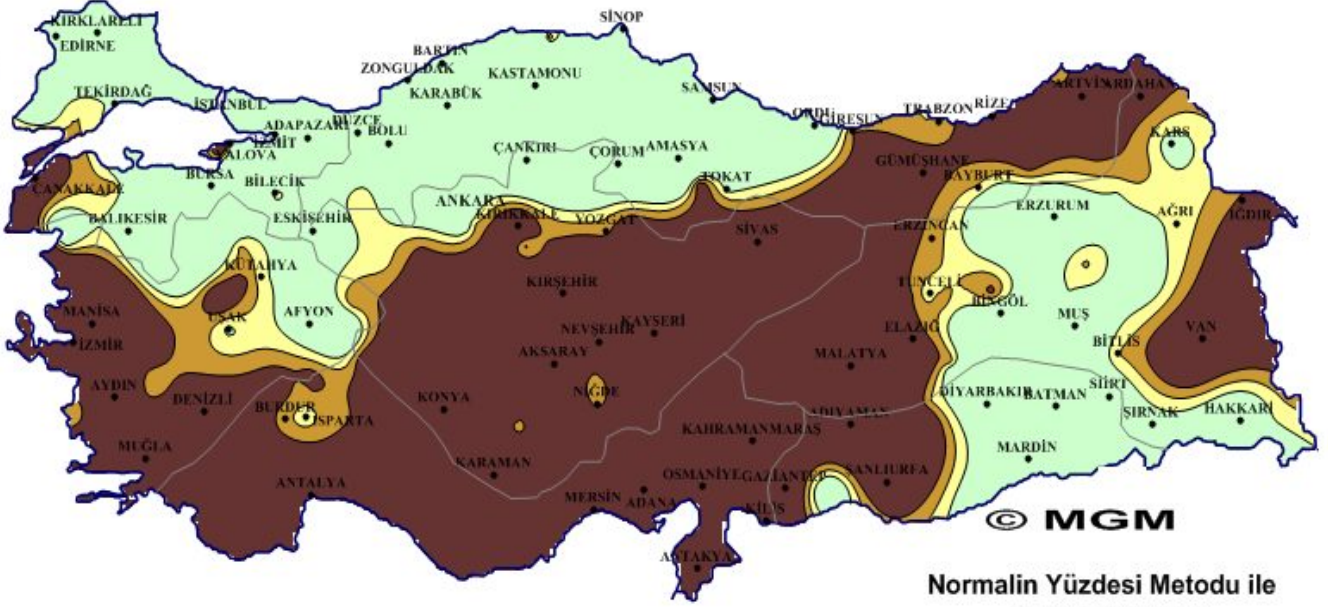 SİNOP
KIRKLARELİ
EDİRNE
BARTIN
ZONGULDAK
KASTAMONU
TEKİRDAĞ
İSTANBUL
KARABÜK
SAMSUN
ARTVİN
ARDAHAN
ORDU
GİRESUN
TRABZON
RİZE
ADAPAZARI
DÜZCE
BOLU
İZMİT
YALOVA
ÇANKIRI
ÇORUM
AMASYA
KARS
GÜMÜŞHANE
BAYBURT
ÇANAKKALE
BURSA
BİLECİK
TOKAT
ANKARA
ERZURUM
AĞRI
IĞDIR
BALIKESİR
ESKİŞEHİR
KIRIKKALE
YOZGAT
SİVAS
ERZİNCAN
KÜTAHYA
KIRŞEHİR
TUNCELİ
BİNGÖL
MANİSA
UŞAK
AFYON
NEVŞEHİR
KAYSERİ
ELAZIĞ
MUŞ
VAN
İZMİR
AKSARAY
MALATYA
BİTLİS
AYDIN
DENİZLİ
BURDUR
ISPARTA
KONYA
NİĞDE
ADIYAMAN
DİYARBAKIR
BATMAN
SİİRT
ŞIRNAK
HAKKARİ
MUĞLA
KAHRAMANMARAŞ
MARDİN
ANTALYA
KARAMAN
MERSİN
ADANA
OSMANİYE
GAZİANTEP
ŞANLIURFA
KİLİS
ANTAKYA
© MGM
Normalin Yüzdesi Metodu ile